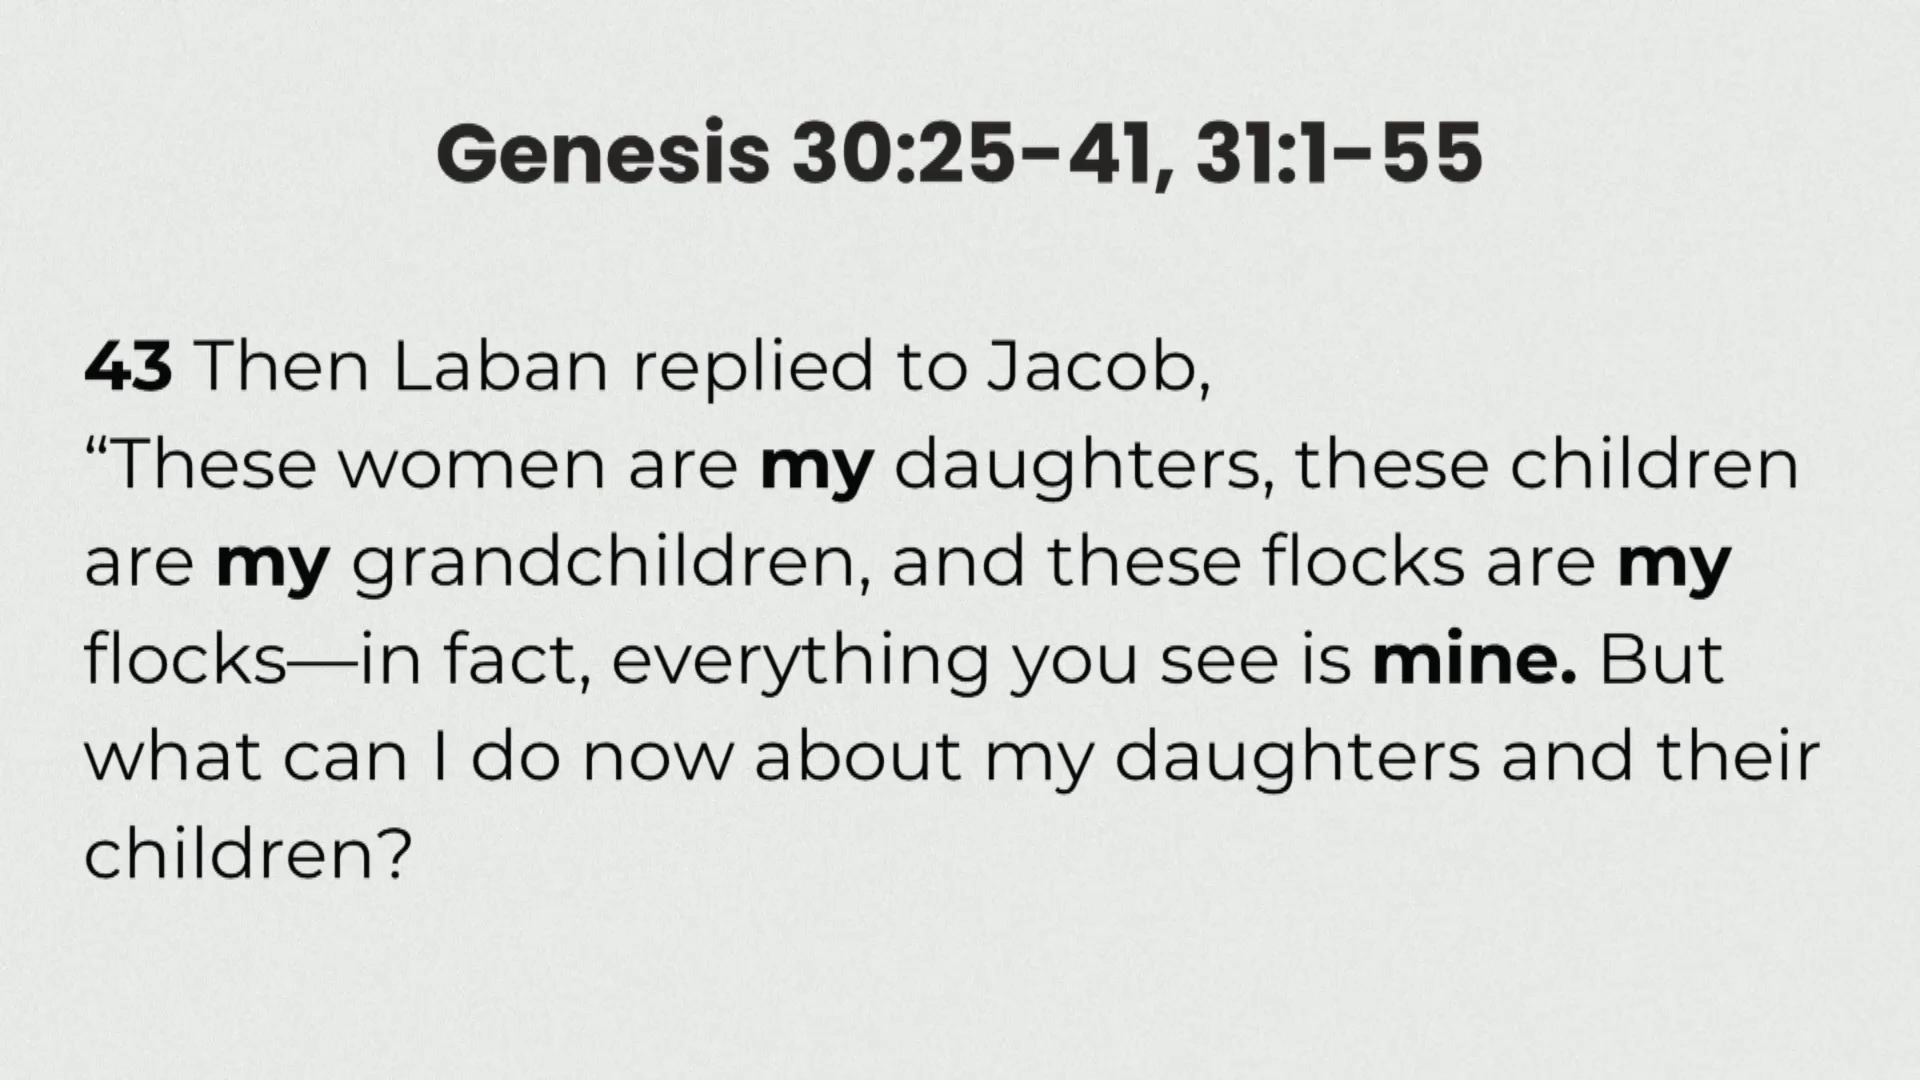 Genesis 30:25–41, 31:1–55
43 Then Laban replied to Jacob,
“These women are my daughters, these children
are my grandchildren, and these flocks are my
flocks—in fact, everything you see is mine. But
what can I do now about my daughters and their
children?